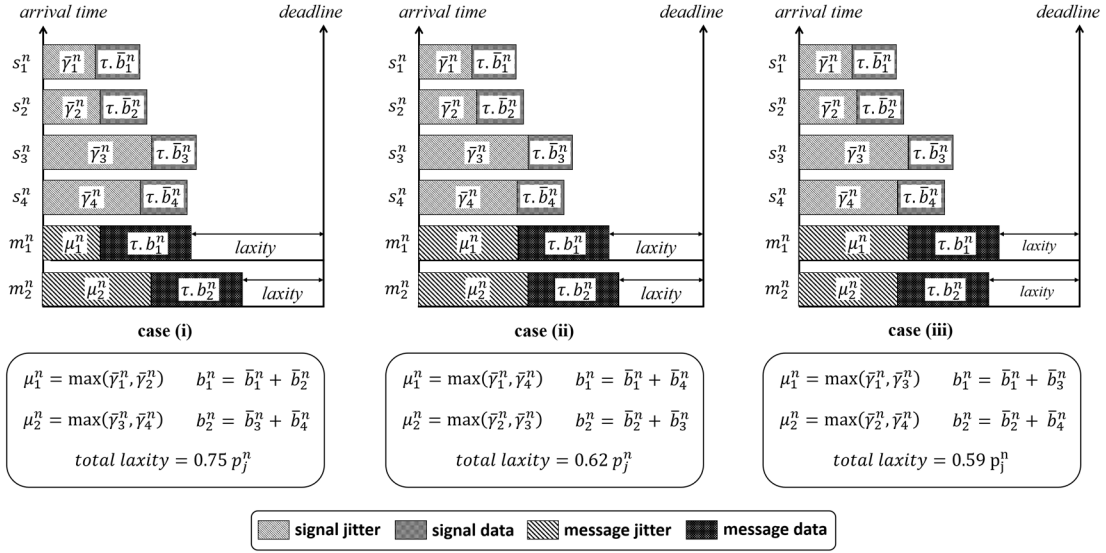 arrival time deadline arrival time deadline arrival time deadline
s₁ⁿ γ̄₁ⁿ τ. b̄₁ⁿ s₁ⁿ γ̄₁ⁿ τ. b̄₁ⁿ s₁ⁿ γ̄₁ⁿ τ. b̄₁ⁿ
s₂ⁿ γ̄₂ⁿ τ. b̄₂ⁿ s₂ⁿ γ̄₂ⁿ τ. b̄₂ⁿ s₂ⁿ γ̄₂ⁿ τ. b̄₂ⁿ
s₃ⁿ γ̄₃ⁿ τ. b̄₃ⁿ s₃ⁿ γ̄₃ⁿ τ. b̄₃ⁿ s₃ⁿ γ̄₃ⁿ τ. b̄₃ⁿ
s₄ⁿ γ̄₄ⁿ τ. b̄₄ⁿ s₄ⁿ γ̄₄ⁿ τ. b̄₄ⁿ s₄ⁿ γ̄₄ⁿ τ. b̄₄ⁿ
m₁ⁿ μ₁ⁿ τ. b₁ⁿ laxity m₁ⁿ μ₁ⁿ τ. b₁ⁿ laxity m₁ⁿ μ₁ⁿ τ. b₁ⁿ laxity
m₂ⁿ μ₂ⁿ τ. b₂ⁿ laxity m₂ⁿ μ₂ⁿ τ. b₂ⁿ laxity m₂ⁿ μ₂ⁿ τ. b₂ⁿ laxity
case (i) case (ii) case (iii)
μ₁ⁿ = max(γ̄₁ⁿ, γ̄₂ⁿ) b₁ⁿ = b̄₁ⁿ + b̄₂ⁿ μ₁ⁿ = max(γ̄₁ⁿ, γ̄₄ⁿ) b₁ⁿ = b̄₁ⁿ + b̄₄ⁿ μ₁ⁿ = max(γ̄₁ⁿ, γ̄₃ⁿ) b₁ⁿ = b̄₁ⁿ + b̄₃ⁿ
μ₂ⁿ = max(γ̄₃ⁿ, γ̄₄ⁿ) b₂ⁿ = b̄₃ⁿ + b̄₄ⁿ μ₂ⁿ = max(γ̄₂ⁿ, γ̄₃ⁿ) b₂ⁿ = b̄₂ⁿ + b̄₃ⁿ μ₂ⁿ = max(γ̄₂ⁿ, γ̄₄ⁿ) b₂ⁿ = b̄₂ⁿ + b̄₄ⁿ
total laxity = 0.75 pⱼⁿ total laxity = 0.62 pⱼⁿ total laxity = 0.59 pⱼⁿ
signal jitter signal data message jitter message data